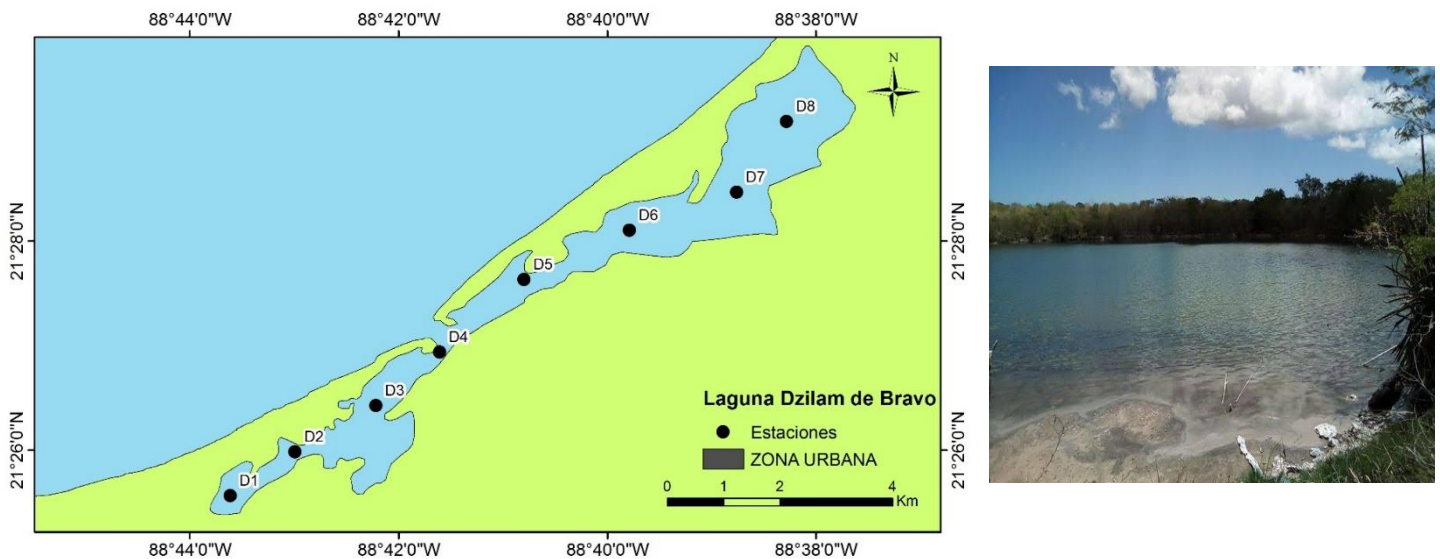 88°44'0"W 88°42'0"W 88°40'0"W 88°38'0"W
N
D8
D7
D6
21°28'0"N 21°28'0"N
D5
D4
D3
Laguna Dzilam de Bravo
Estaciones
D2
21°26'0"N 21°26'0"N
ZONA URBANA
D1
0 1 2 4
Km
88°44'0"W 88°42'0"W 88°40'0"W 88°38'0"W